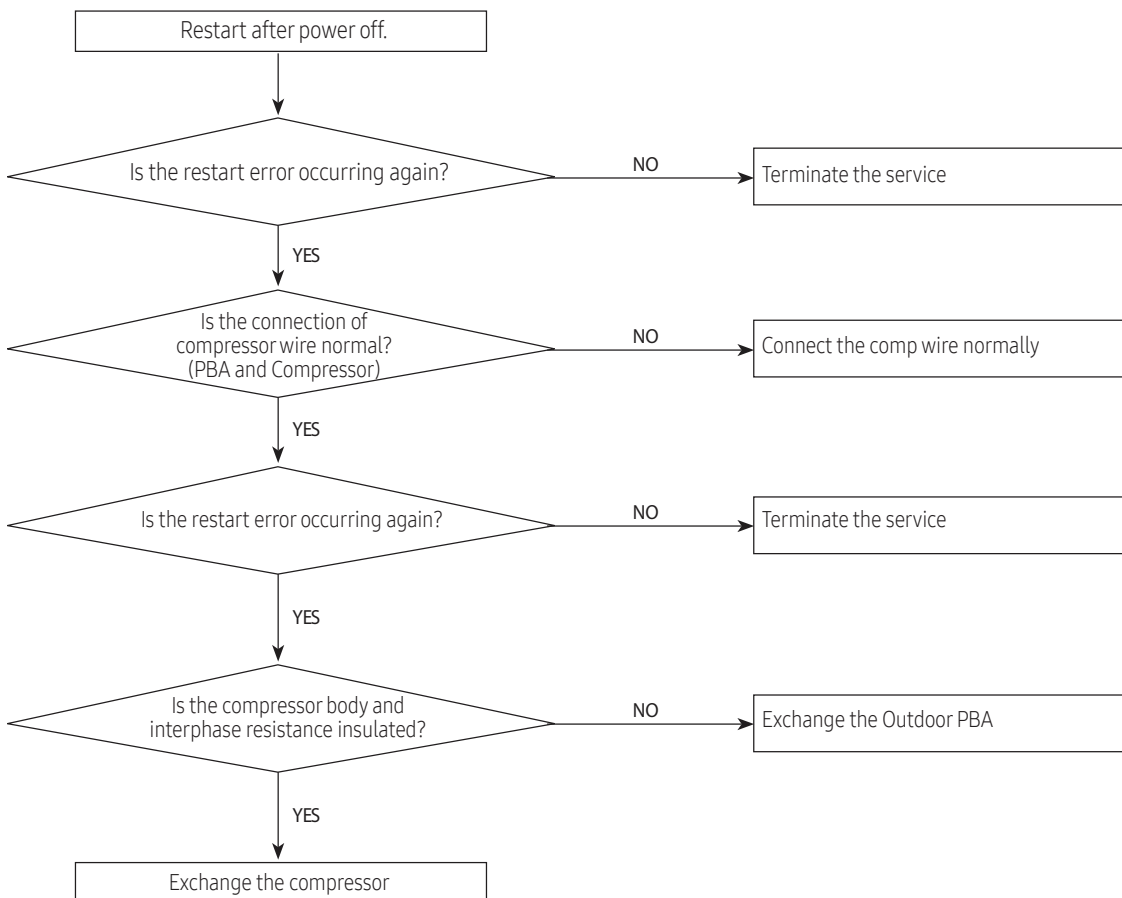 Restart after power off.
Is the restart error occurring again?
NO
Terminate the service
YES
Is the connection of
compressor wire normal?
(PBA and Compressor)
NO
Connect the comp wire normally
YES
Is the restart error occurring again?
NO
Terminate the service
YES
Is the compressor body and
interphase resistance insulated?
NO
Exchange the Outdoor PBA
YES
Exchange the compressor